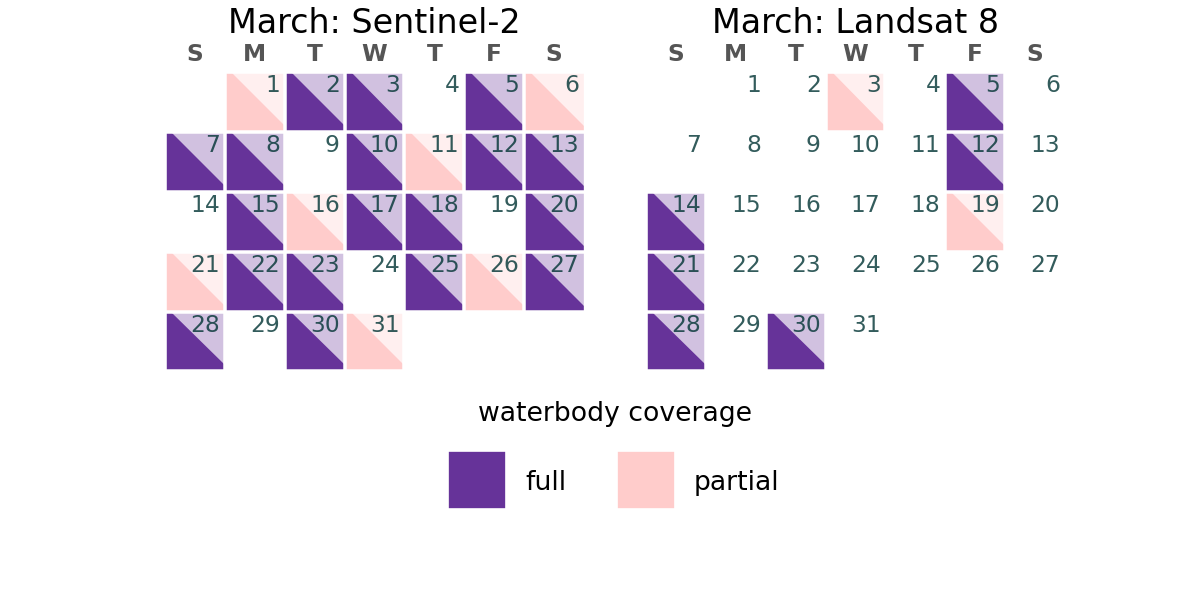 March: Sentinel-2
S M T W T F S
1 2 3 4 5 6
7 8 9 10 11 12 13
14 15 16 17 18 19 20
21 22 23 24 25 26 27
28 29 30 31
March: Landsat 8
S M T W T F S
1 2 3 4 5 6
7 8 9 10 11 12 13
14 15 16 17 18 19 20
21 22 23 24 25 26 27
28 29 30 31
waterbody coverage
full partial